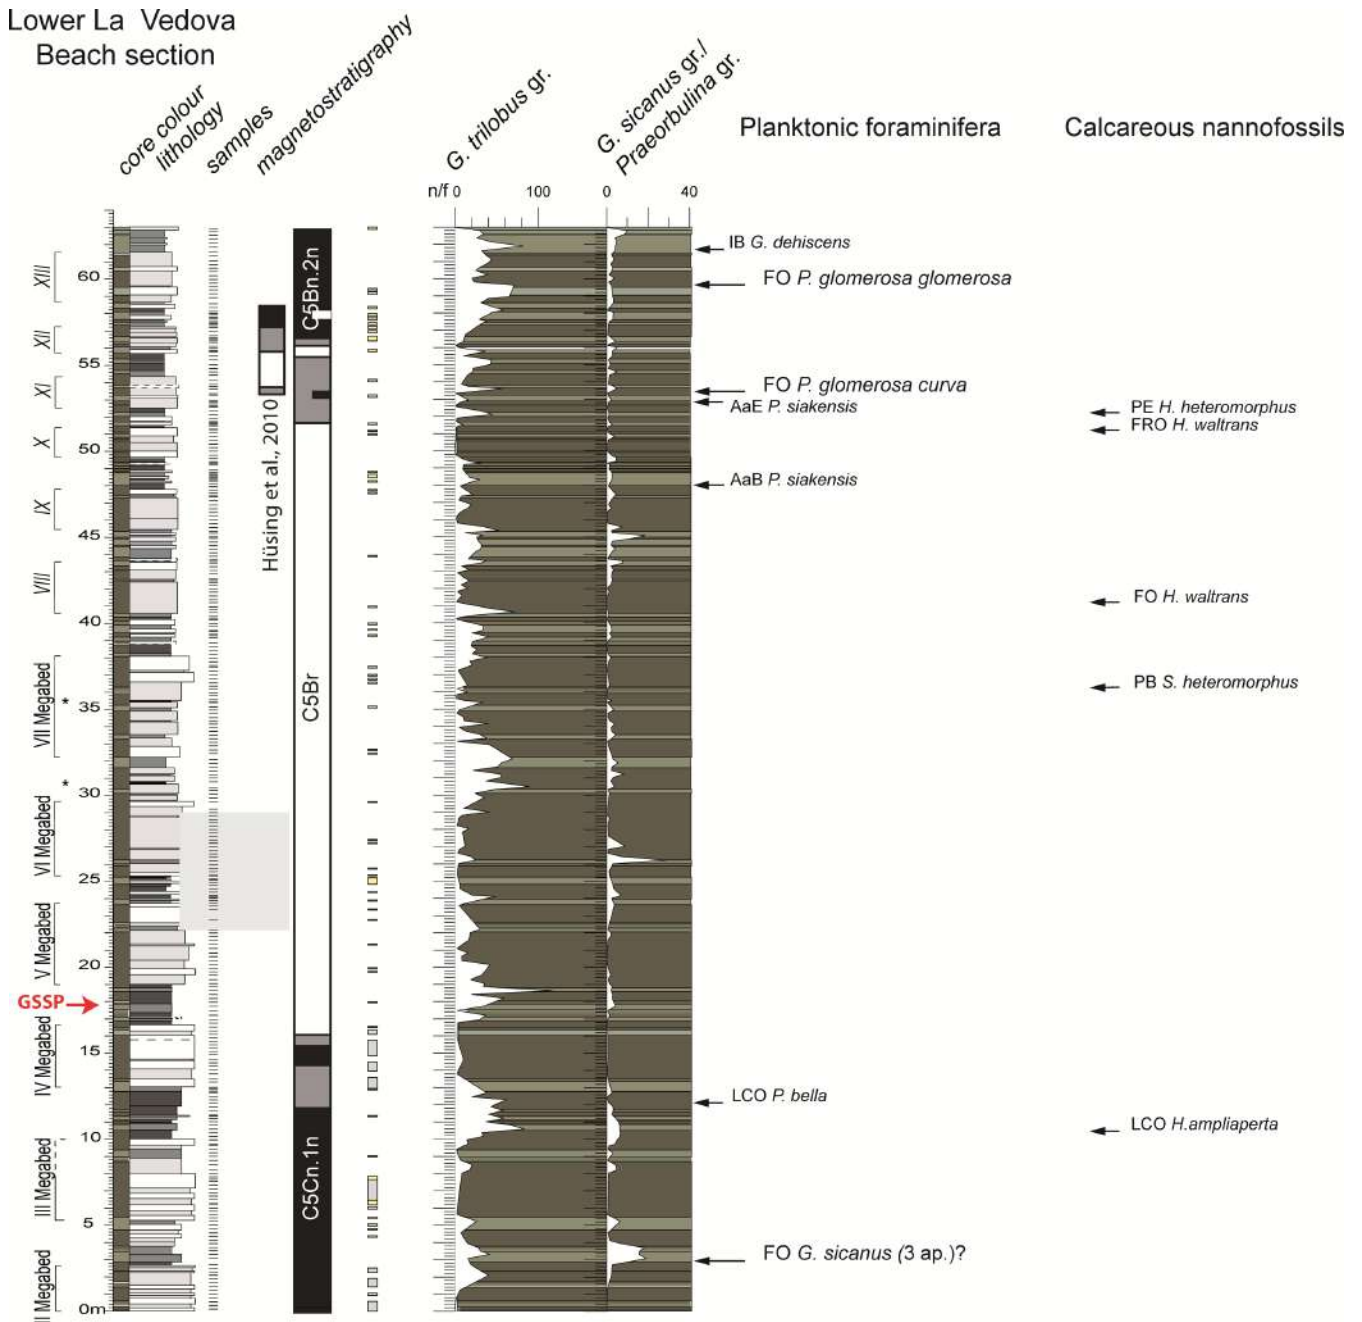 Lower La Vedova
Beach section
core colour
lithology
samples
magnetostratigraphy
G. trilobus gr.
G. sicanus gr./
Praeorbulina gr.
Planktonic foraminifera
Calcareous nannofossils
n/f 0 100 0 40
IB G. dehiscens
FO P. glomerosa glomerosa
FO P. glomerosa curva
AaE P. siakensis
PE H. heteromorphus
FRO H. waltrans
AaB P. siakensis
FO H. waltrans
PB S. heteromorphus
LCO P. bella
LCO H.ampliaperta
FO G. sicanus (3 ap.)?
C5Bn.2n
Hüsing et al., 2010
C5Br
C5Cn.1n
60
55
50
45
40
35
30
25
20
15
10
5
0m
XIII
XII
XI
X
IX
VIII
VII Megabed
*
*
VI Megabed
V Megabed
GSSP
IV Megabed
III Megabed
II Megabed